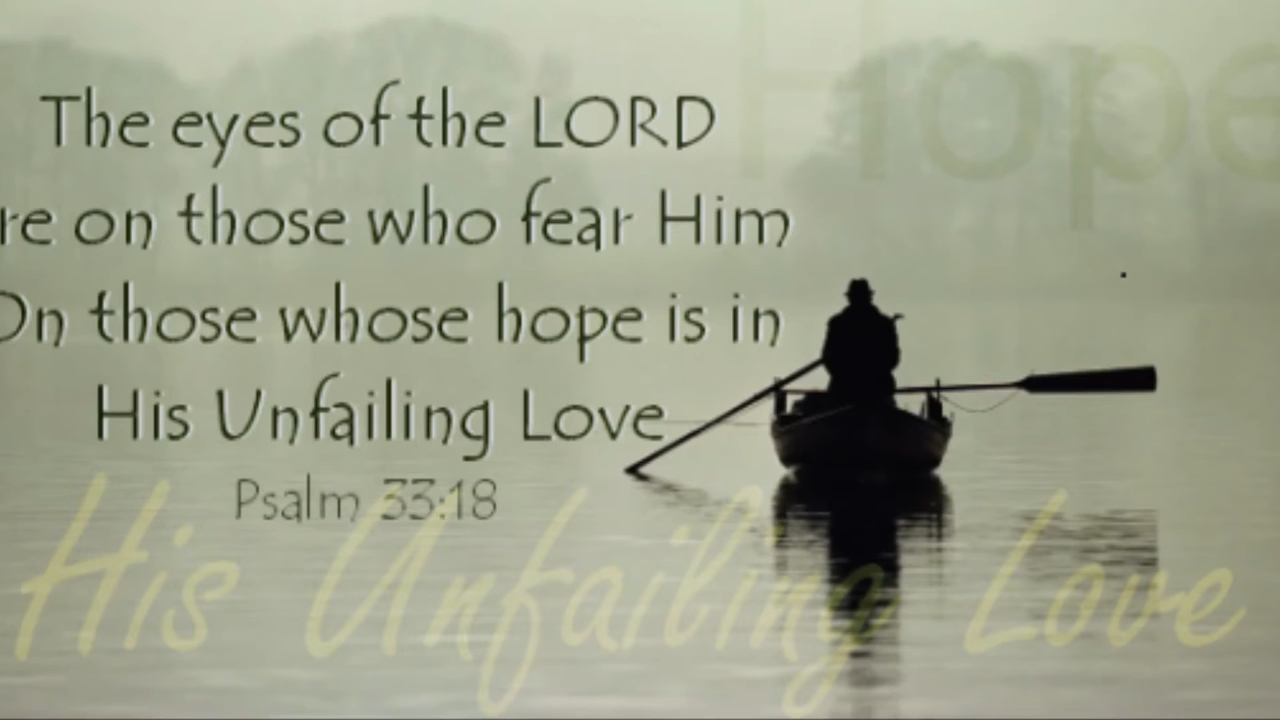 Hope
The eyes of the LORD
re on those who fear Him
On those whose hope is in
His Unfailing Love
Psalm 33:18
His Unfailing Love